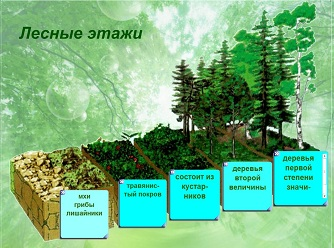 Лесные этажи
мхи
грибы
лишайники
травянис-
тый покров
состоит из
кустар-
ников
деревья
второй
величины
деревья
первой
степени
значи-